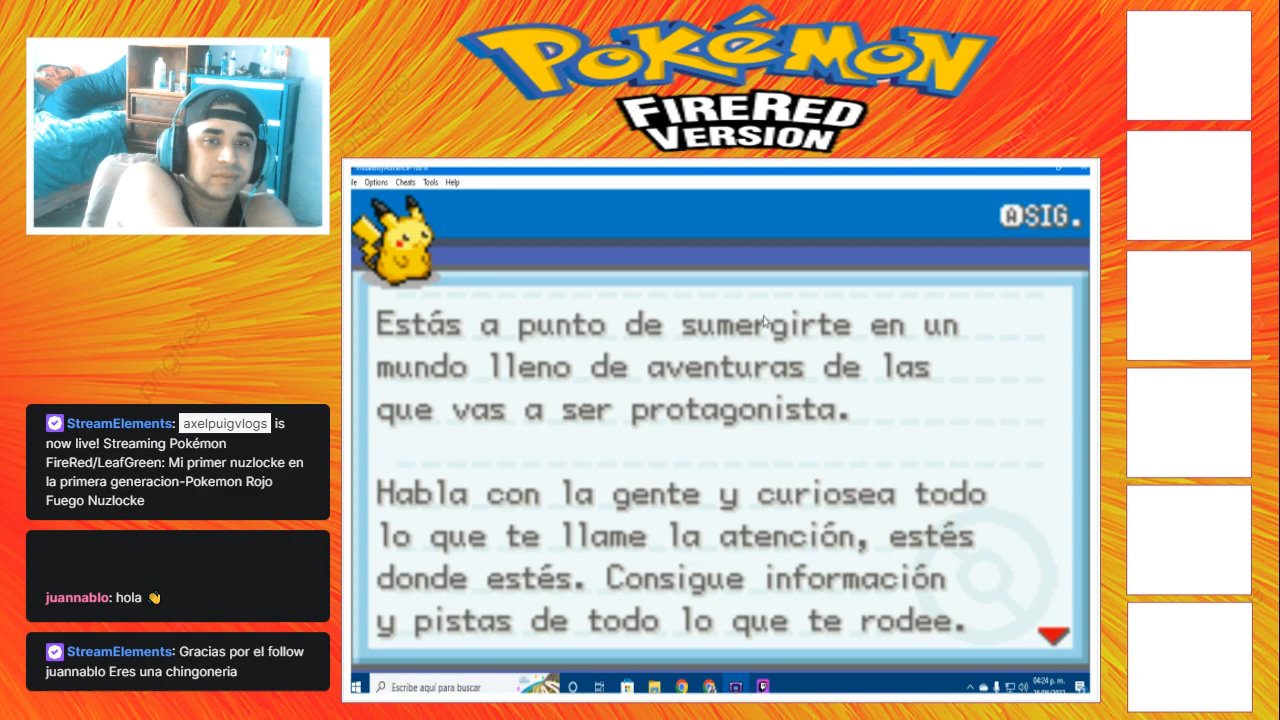 POKéMON
FIRERED
VERSION
Options Cheats Tools Help
ASIG.
Estás a punto de sumergirte en un
mundo lleno de aventuras de las
que vas a ser protagonista.
Habla con la gente y curiosea todo
lo que te llame la atención, estés
donde estés. Consigue información
y pistas de todo lo que te rodee.
Escribe aquí para buscar
04:24 p. m.
StreamElements: axelpuigvlogs is
now live! Streaming Pokémon
FireRed/LeafGreen: Mi primer nuzlocke en
la primera generacion-Pokemon Rojo
Fuego Nuzlocke
juannablo: hola 👋
StreamElements: Gracias por el follow
juannablo Eres una chingoneria